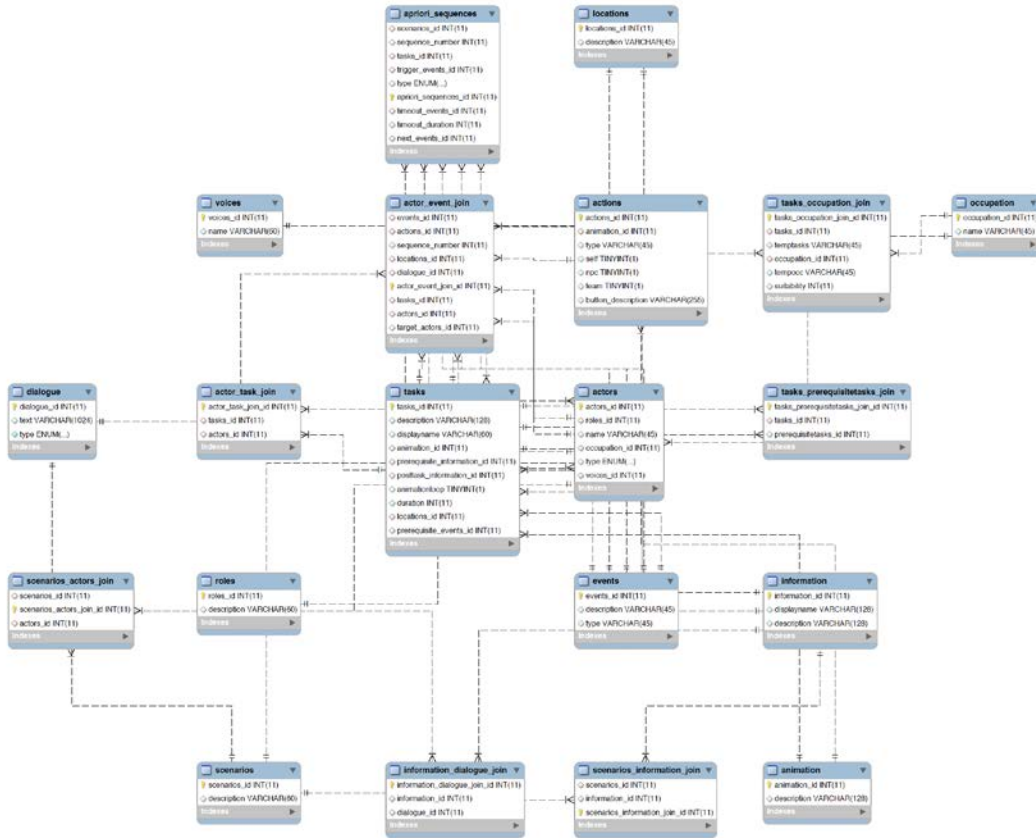 apriori_sequences
scenarios_id INT(11)
sequence_number INT(11)
tasks_id INT(11)
trigger_events_id INT(11)
type ENUM(...)
apriori_sequences_id INT(11)
timeout_events_id INT(11)
timeout_duration INT(11)
next_events_id INT(11)
Indexes
locations
locations_id INT(11)
description VARCHAR(45)
Indexes
voices
voices_id INT(11)
name VARCHAR(60)
Indexes
actor_event_join
events_id INT(11)
actions_id INT(11)
sequence_number INT(11)
locations_id INT(11)
dialogue_id INT(11)
actor_event_join_id INT(11)
tasks_id INT(11)
actors_id INT(11)
target_actors_id INT(11)
Indexes
actions
actions_id INT(11)
animation_id INT(11)
type VARCHAR(45)
self TINYINT(1)
npc TINYINT(1)
team TINYINT(1)
button_description VARCHAR(255)
Indexes
tasks_occupation_join
tasks_occupation_join_id INT(11)
tasks_id INT(11)
temptasks VARCHAR(45)
occupation_id INT(11)
tempocc VARCHAR(45)
suitability INT(11)
Indexes
occupation
occupation_id INT(11)
name VARCHAR(45)
Indexes
dialogue
dialogue_id INT(11)
text VARCHAR(1024)
type ENUM(...)
Indexes
actor_task_join
actor_task_join_id INT(11)
tasks_id INT(11)
actors_id INT(11)
Indexes
tasks
tasks_id INT(11)
description VARCHAR(128)
displayname VARCHAR(60)
animation_id INT(11)
prerequisite_information_id INT(11)
posttask_information_id INT(11)
animationloop TINYINT(1)
duration INT(11)
locations_id INT(11)
prerequisite_events_id INT(11)
Indexes
actors
actors_id INT(11)
roles_id INT(11)
name VARCHAR(45)
occupation_id INT(11)
type ENUM(...)
voices_id INT(11)
Indexes
tasks_prerequisitetasks_join
tasks_prerequisitetasks_join_id INT(11)
tasks_id INT(11)
prerequisitetasks_id INT(11)
Indexes
scenarios_actors_join
scenarios_id INT(11)
scenarios_actors_join_id INT(11)
actors_id INT(11)
Indexes
roles
roles_id INT(11)
description VARCHAR(60)
Indexes
events
events_id INT(11)
description VARCHAR(45)
type VARCHAR(45)
Indexes
information
information_id INT(11)
displayname VARCHAR(128)
description VARCHAR(128)
Indexes
scenarios
scenarios_id INT(11)
description VARCHAR(60)
Indexes
information_dialogue_join
information_dialogue_join_id INT(11)
information_id INT(11)
dialogue_id INT(11)
Indexes
scenarios_information_join
scenarios_id INT(11)
information_id INT(11)
scenarios_information_join_id INT(11)
Indexes
animation
animation_id INT(11)
description VARCHAR(128)
Indexes